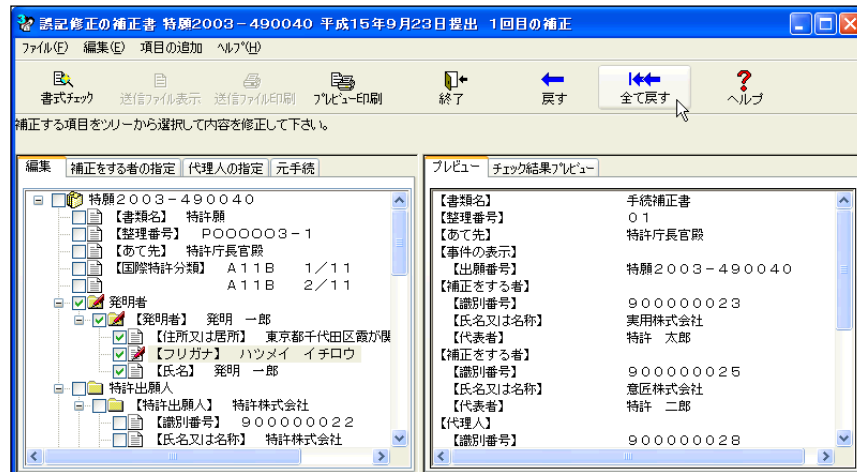 誤記修正の補正書 特願2003-490040 平成15年9月23日提出 1回目の補正
ファイル(F) 編集(E) 項目の追加 ヘルプ(H)
書式チェック 送信ファイル表示 送信ファイル印刷 プレビュー印刷 終了 戻す 全て戻す ヘルプ
補正する項目をツリーから選択して内容を修正して下さい。
編集 補正をする者の指定 代理人の指定 元手続
特願2003-490040
【書類名】 特許願
【整理番号】 P000003-1
【あて先】 特許庁長官殿
【国際特許分類】 A11B 1/11
A11B 2/11
発明者
【発明者】 発明 一郎
【住所又は居所】 東京都千代田区霞が関
【フリガナ】 ハツメイ イチロウ
【氏名】 発明 一郎
特許出願人
【特許出願人】 特許株式会社
【識別番号】 900000022
【氏名又は名称】 特許株式会社
プレビュー チェック結果プレビュー
【書類名】 手続補正書
【整理番号】 01
【あて先】 特許庁長官殿
【事件の表示】
【出願番号】 特願2003-490040
【補正をする者】
【識別番号】 900000023
【氏名又は名称】 実用株式会社
【代表者】 特許 太郎
【補正をする者】
【識別番号】 900000025
【氏名又は名称】 意匠株式会社
【代表者】 特許 二郎
【代理人】
【識別番号】 900000028